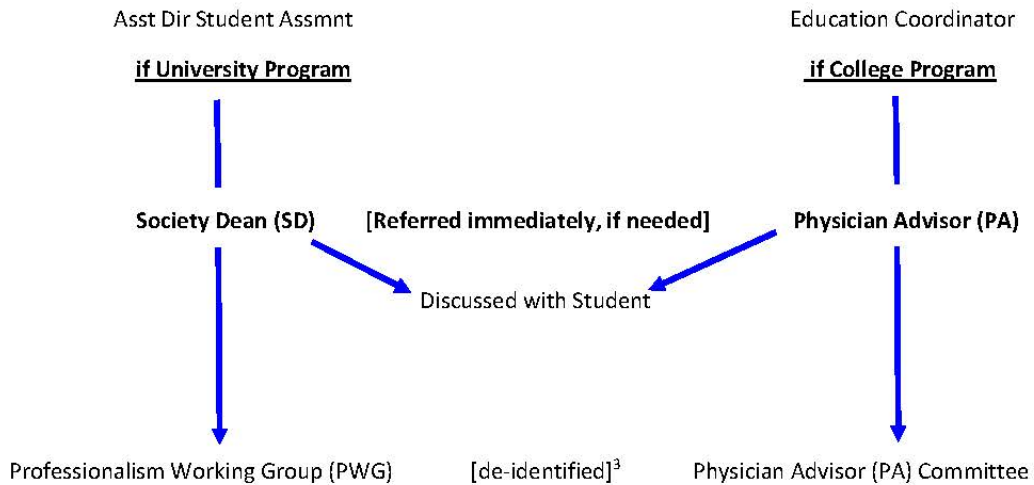 Asst Dir Student Assmnt Education Coordinator
if University Program if College Program
Society Dean (SD) [Referred immediately, if needed] Physician Advisor (PA)
Discussed with Student
Professionalism Working Group (PWG) [de-identified]³ Physician Advisor (PA) Committee